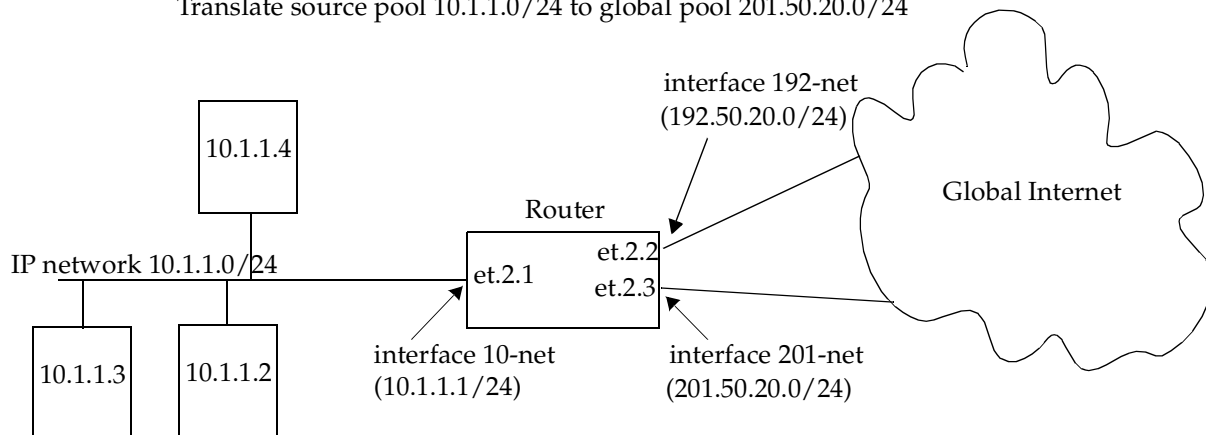 Translate source pool 10.1.1.0/24 to global pool 201.50.20.0/24
interface 192-net
(192.50.20.0/24)
10.1.1.4
Global Internet
Router
et.2.2
IP network 10.1.1.0/24
et.2.1
et.2.3
interface 10-net
(10.1.1.1/24)
interface 201-net
(201.50.20.0/24)
10.1.1.3
10.1.1.2